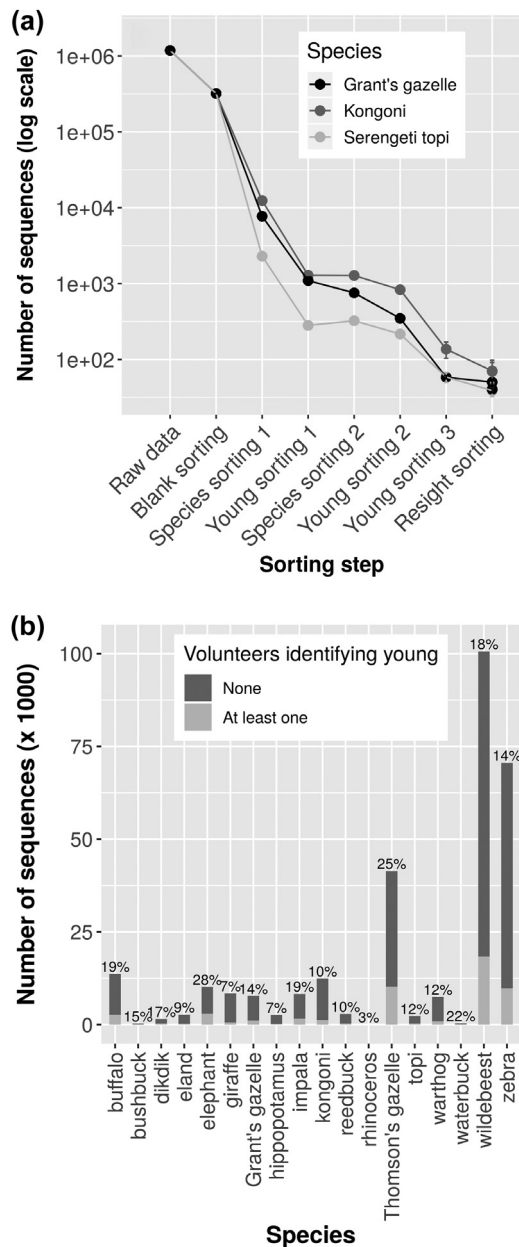 (a)
Number of sequences (log scale)
1e+06
1e+05
1e+04
1e+03
1e+02
Species
Grant's gazelle
Kongoni
Serengeti topi
Raw data
Blank sorting
Species sorting 1
Young sorting 1
Species sorting 2
Young sorting 2
Young sorting 3
Resight sorting
Sorting step
(b)
Number of sequences (x 1000)
100
75
50
25
0
Volunteers identifying young
None
At least one
19%
15%
17%
9%
28%
7%
14%
7%
19%
10%
10%
3%
25%
12%
12%
22%
18%
14%
buffalo
bushbuck
dikdik
eland
elephant
giraffe
Grant's gazelle
hippopotamus
impala
kongoni
reedbuck
rhinoceros
Thomson's gazelle
topi
warthog
waterbuck
wildebeest
zebra
Species